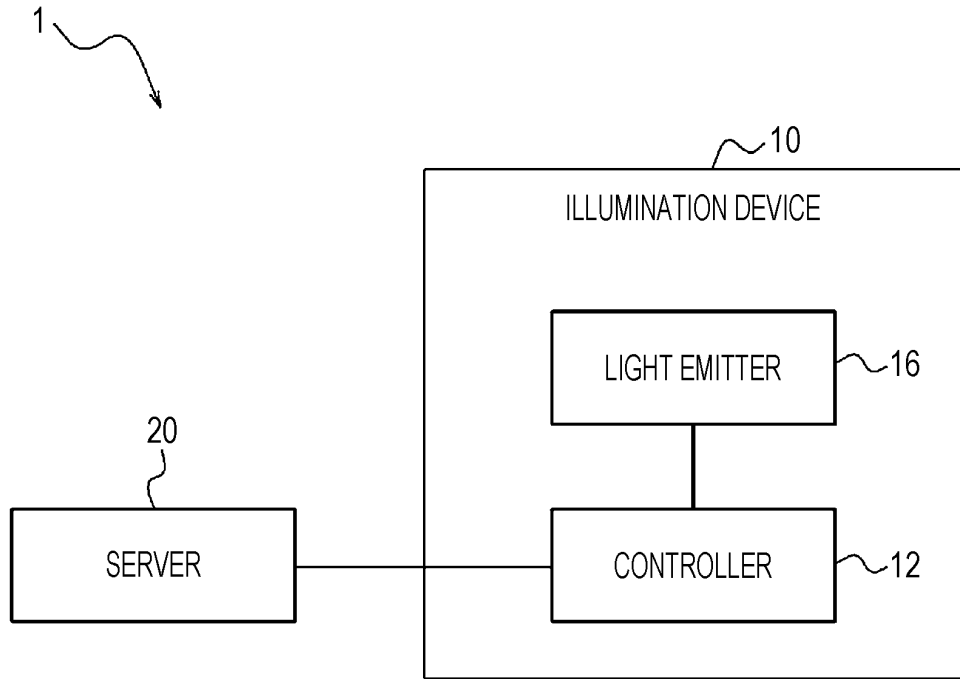 1
10
ILLUMINATION DEVICE
LIGHT EMITTER
16
20
SERVER
CONTROLLER
12